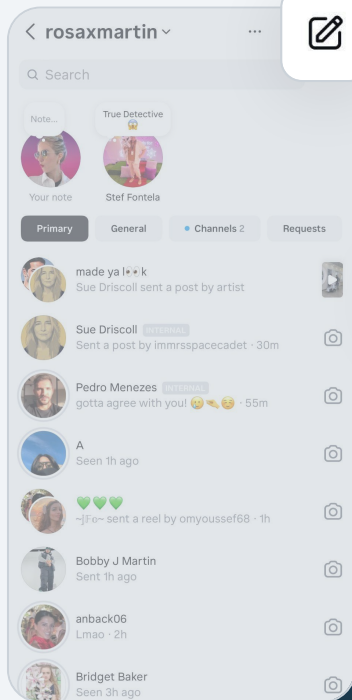 rosaxmartin
Search
Note...
True Detective
😱
Your note
Stef Fontela
Primary
General
Channels 2
Requests
made ya l👀k
Sue Driscoll sent a post by artist
Sue Driscoll INTERNAL
Sent a post by immrsspacecadet · 30m
Pedro Menezes INTERNAL
gotta agree with you! 😂🌮☺️ · 55m
A
Seen 1h ago
💚💚💚
~𝕁𝔽𝕠~ sent a reel by omyoussef68 · 1h
Bobby J Martin
Sent 1h ago
anback06
Lmao · 2h
Bridget Baker
Seen 3h ago